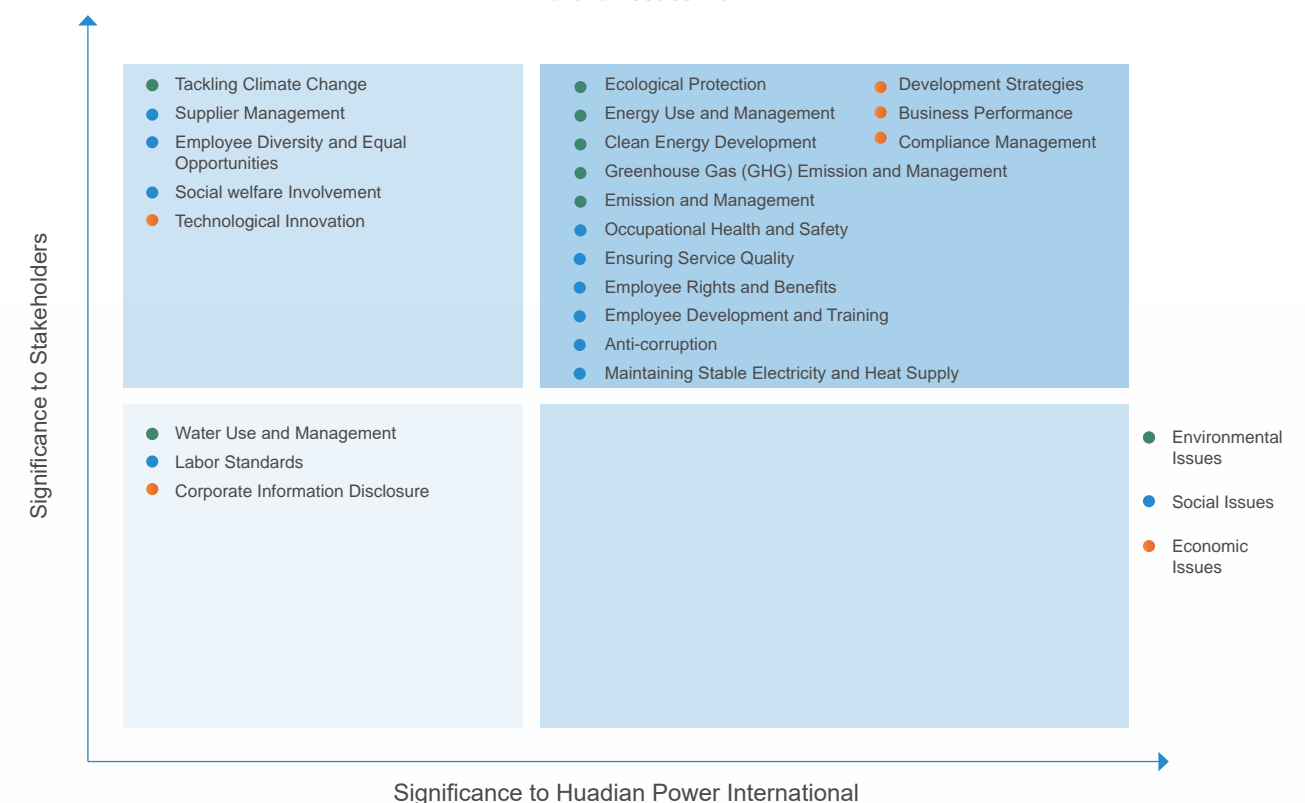 Significance to Stakeholders
Tackling Climate Change
Supplier Management
Employee Diversity and Equal
Opportunities
Social welfare Involvement
Technological Innovation
Ecological Protection
Energy Use and Management
Clean Energy Development
Greenhouse Gas (GHG) Emission and Management
Emission and Management
Occupational Health and Safety
Ensuring Service Quality
Employee Rights and Benefits
Employee Development and Training
Anti-corruption
Maintaining Stable Electricity and Heat Supply
Development Strategies
Business Performance
Compliance Management
Water Use and Management
Labor Standards
Corporate Information Disclosure
Environmental
Issues
Social Issues
Economic
Issues
Significance to Huadian Power International